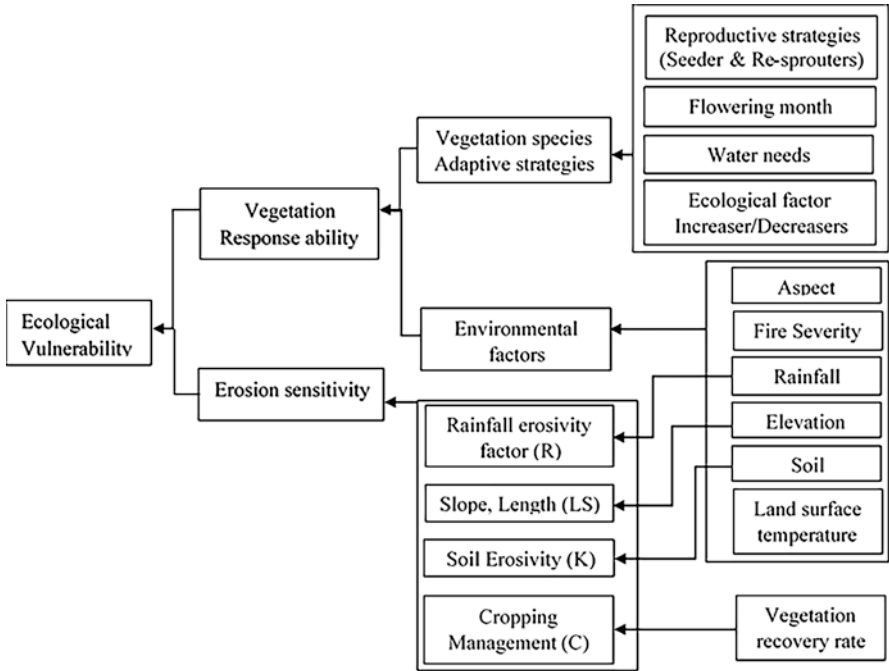 Reproductive strategies
(Seeder & Re-sprouters)
Flowering month
Water needs
Ecological factor
Increaser/Decreasers
Vegetation species
Adaptive strategies
Vegetation
Response ability
Ecological
Vulnerability
Environmental
factors
Erosion sensitivity
Aspect
Fire Severity
Rainfall
Elevation
Soil
Land surface
temperature
Rainfall erosivity
factor (R)
Slope, Length (LS)
Soil Erosivity (K)
Cropping
Management (C)
Vegetation
recovery rate